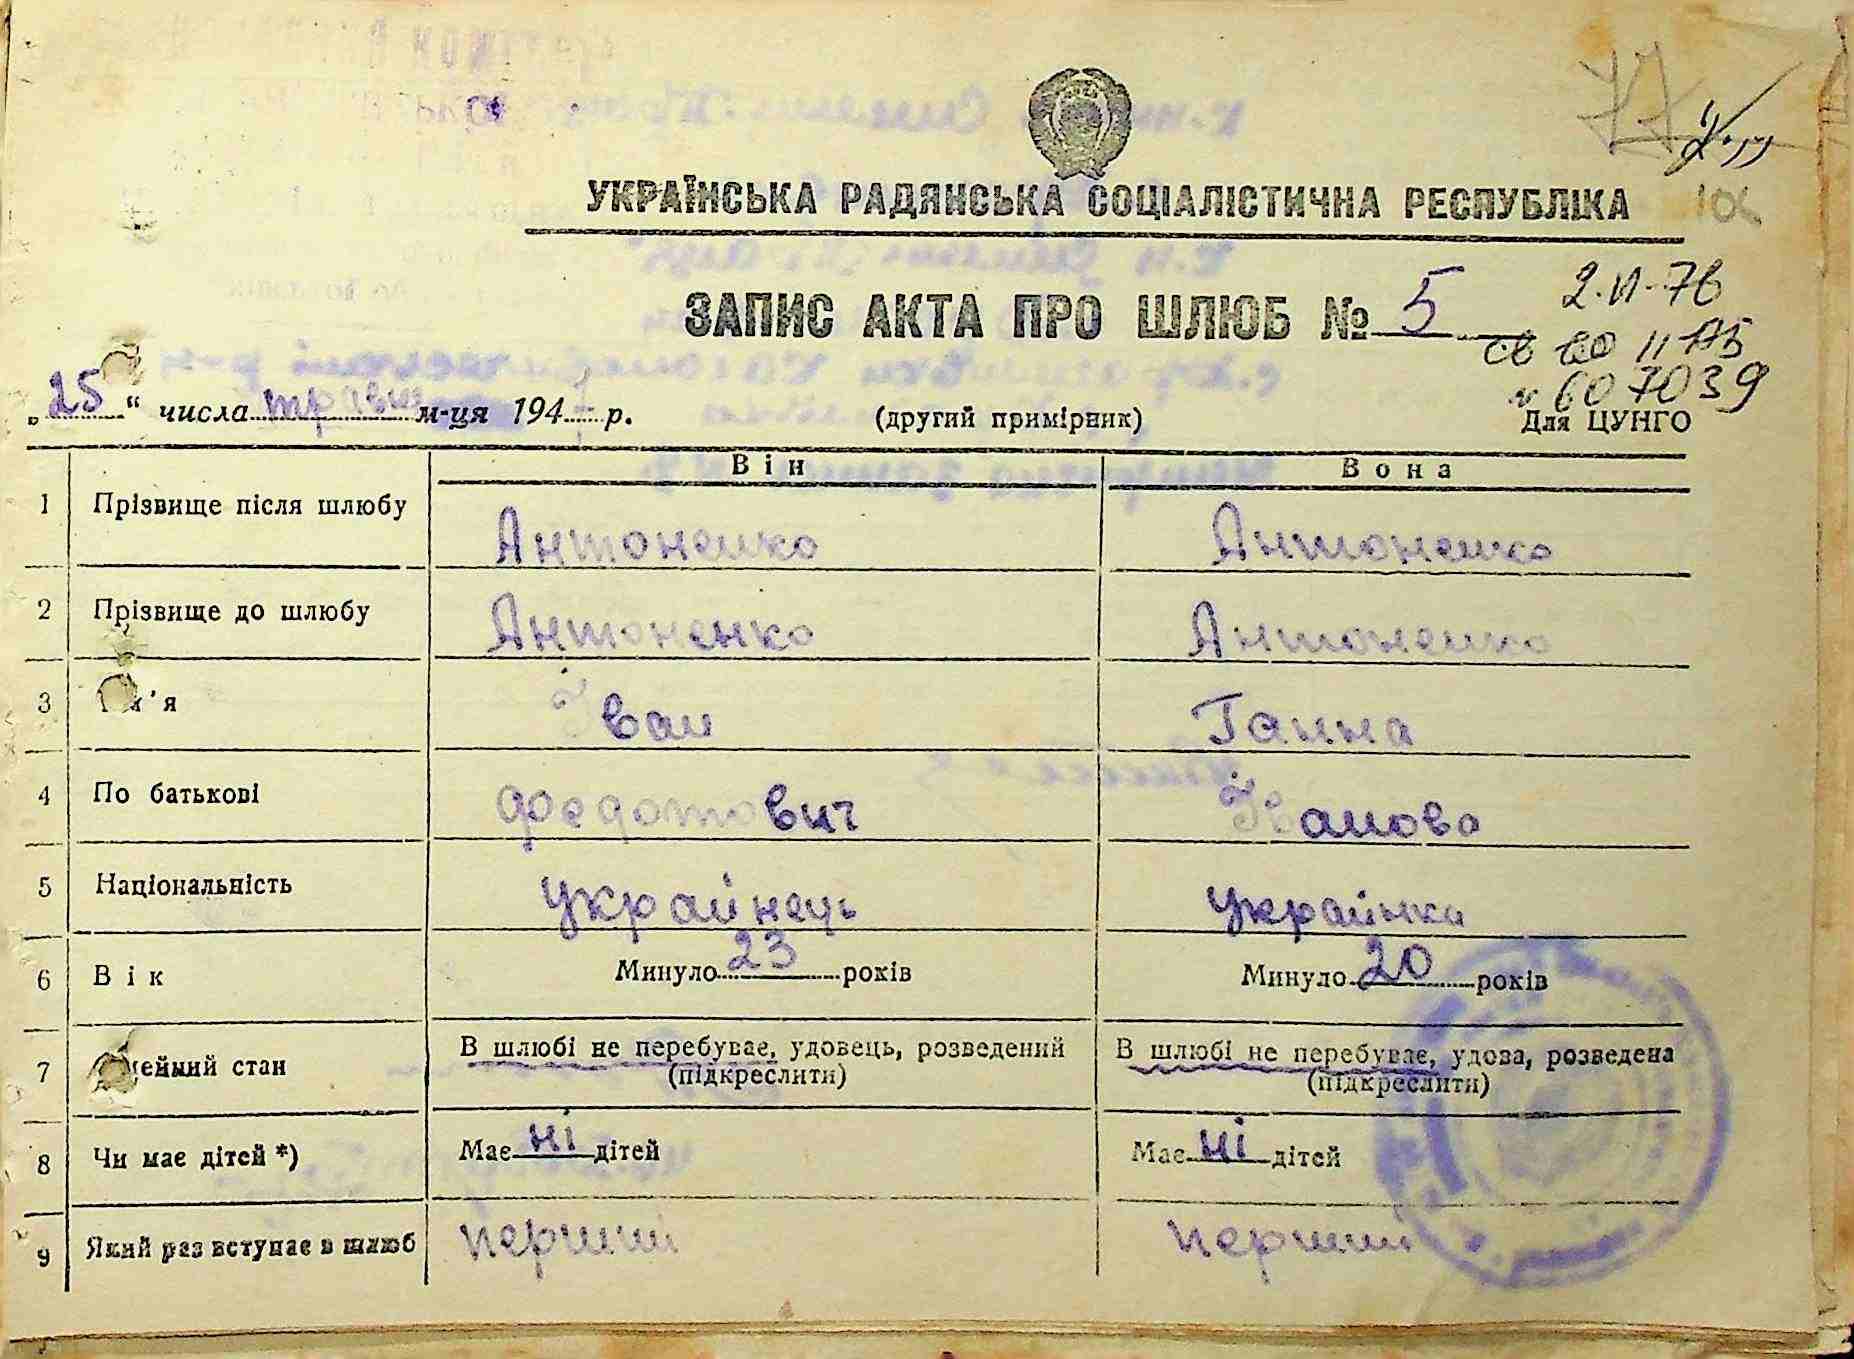 УКРАЇНСЬКА РАДЯНСЬКА СОЦІАЛІСТИЧНА РЕСПУБЛІКА
ЗАПИС АКТА ПРО ШЛЮБ № 5
2.VI-76
607039
„25“ числа травня м-ця 194 р.
(другий примірник)
Для ЦУНГО
Він Вона
1 Прізвище після шлюбу Антоненко Антоненко
2 Прізвище до шлюбу Антоненко Антоненко
3 м'я Іван Ганна
4 По батькові Федотович Іванова
5 Національність Українець Українка
6 Вік Минуло 23 років Минуло 20 років
7 мейний стан В шлюбі не перебуває, удовець, розведений В шлюбі не перебуває, удова, розведена
(підкреслити) (підкреслити)
8 Чи має дітей *) Має ні дітей Має ні дітей
9 Який раз вступає в шлюб перший перший